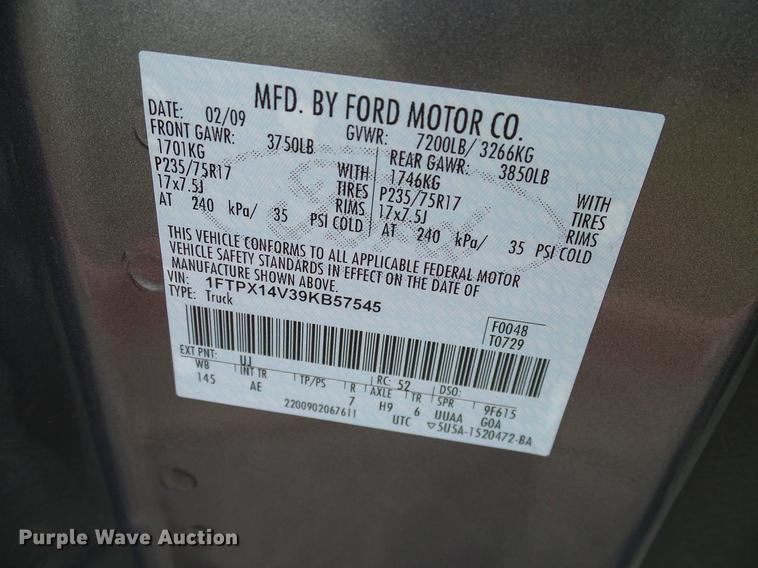 MFD. BY FORD MOTOR CO.
DATE: 02/09 GVWR: 7200LB/ 3266KG
FRONT GAWR: 3750LB REAR GAWR: 3850LB
1701KG WITH 1746KG WITH
P235/75R17 TIRES P235/75R17 TIRES
17x7.5J RIMS 17x7.5J RIMS
AT 240 kPa/ 35 PSI COLD AT 240 kPa/ 35 PSI COLD
THIS VEHICLE CONFORMS TO ALL APPLICABLE FEDERAL MOTOR
VEHICLE SAFETY STANDARDS IN EFFECT ON THE DATE OF
MANUFACTURE SHOWN ABOVE.
VIN: 1FTPX14V39KB57545
TYPE: Truck
F0048
T0729
EXT PNT: UJ RC: 52 DSO:
WB INT TR TP/PS R AXLE TR SPR 9F615
145 AE 7 H9 6 UUAA GOA
2200902067611 UTC ▽5U5A-1520472-BA
Purple Wave Auction